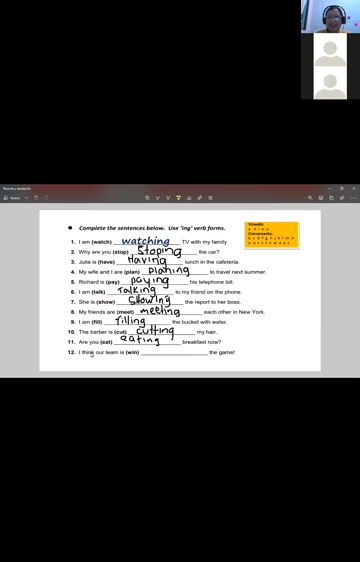 Complete the sentences below. Use 'ing' verb forms.
Vowels:
a e i o u
Consonants:
b c d f g h j k l m n
p q r s t v w x y z
1. I am (watch) watching TV with my family.
2. Why are you (stop) Stoping the car?
3. Julia is (have) Having lunch in the cafeteria.
4. My wife and I are (plan) planing to travel next summer.
5. Richard is (pay) paying his telephone bill.
6. I am (talk) Talking to my friend on the phone.
7. She is (show) showing the report to her boss.
8. My friends are (meet) meeting each other in New York.
9. I am (fill) filling the bucket with water.
10. The barber is (cut) cutting my hair.
11. Are you (eat) eating breakfast now?
12. I think our team is (win) the game!